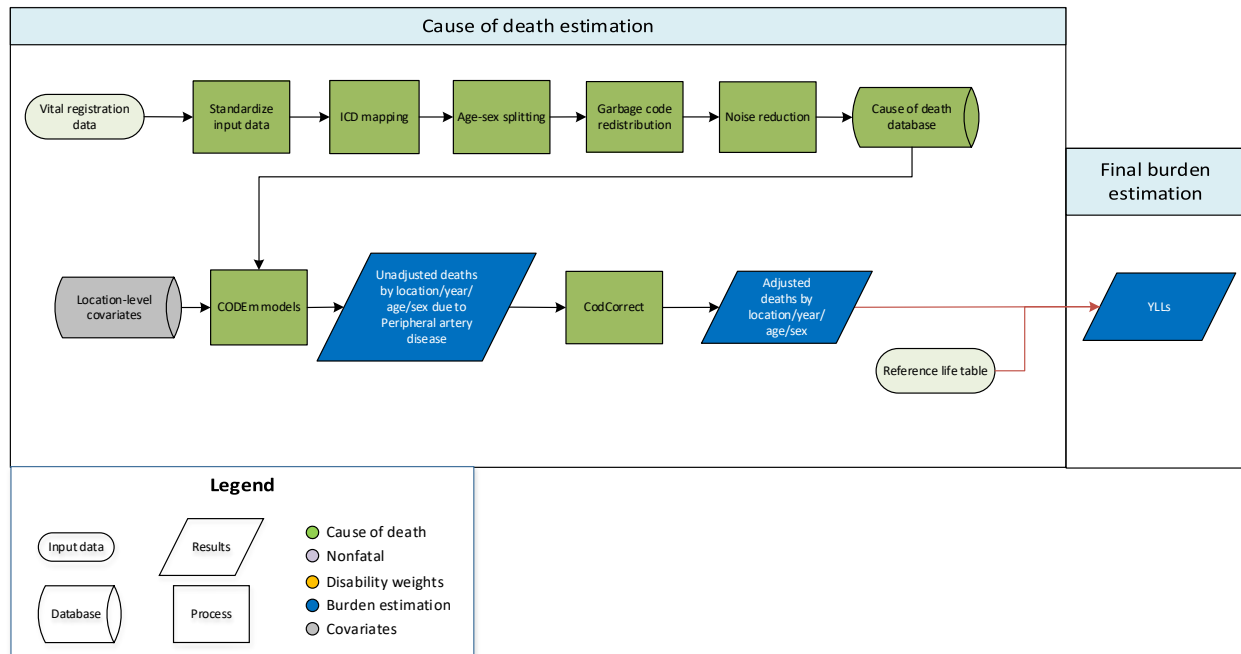 Cause of death estimation
Vital registration
data
Standardize
input data
ICD mapping
Age-sex splitting
Garbage code
redistribution
Noise reduction
Cause of death
database
Final burden
estimation
Location-level
covariates
CODEm models
Unadjusted deaths
by location/year/
age/sex due to
Peripheral artery
disease
CodCorrect
Adjusted
deaths by
location/year/
age/sex
YLLs
Reference life table
Legend
Input data
Results
Database
Process
Cause of death
Nonfatal
Disability weights
Burden estimation
Covariates